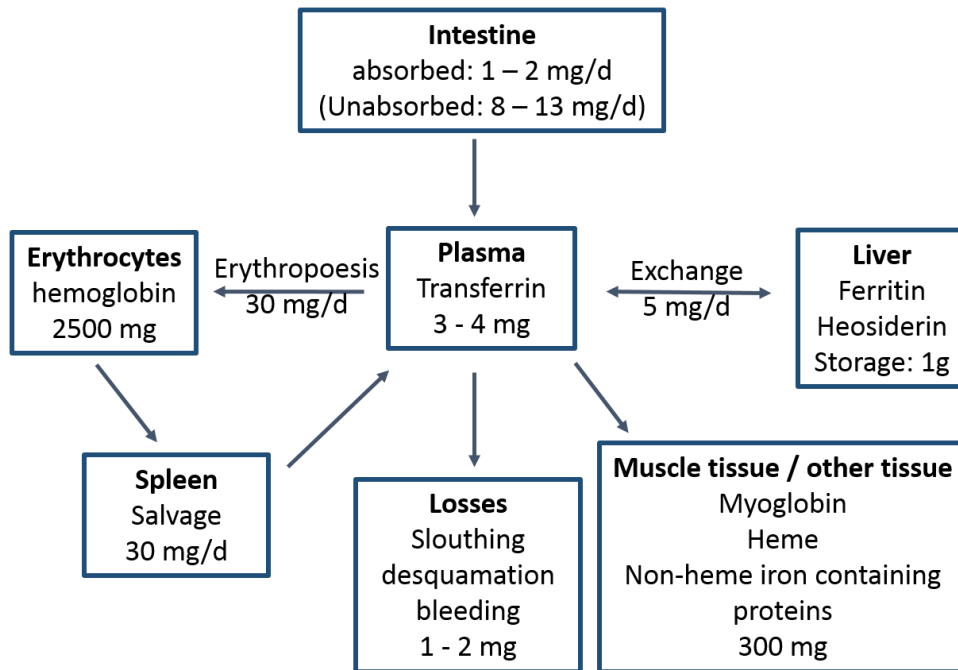 Intestine
absorbed: 1 – 2 mg/d
(Unabsorbed: 8 – 13 mg/d)
Erythrocytes
hemoglobin
2500 mg
Erythropoesis
30 mg/d
Plasma
Transferrin
3 - 4 mg
Exchange
5 mg/d
Liver
Ferritin
Heosiderin
Storage: 1g
Spleen
Salvage
30 mg/d
Losses
Slouthing
desquamation
bleeding
1 - 2 mg
Muscle tissue / other tissue
Myoglobin
Heme
Non-heme iron containing
proteins
300 mg